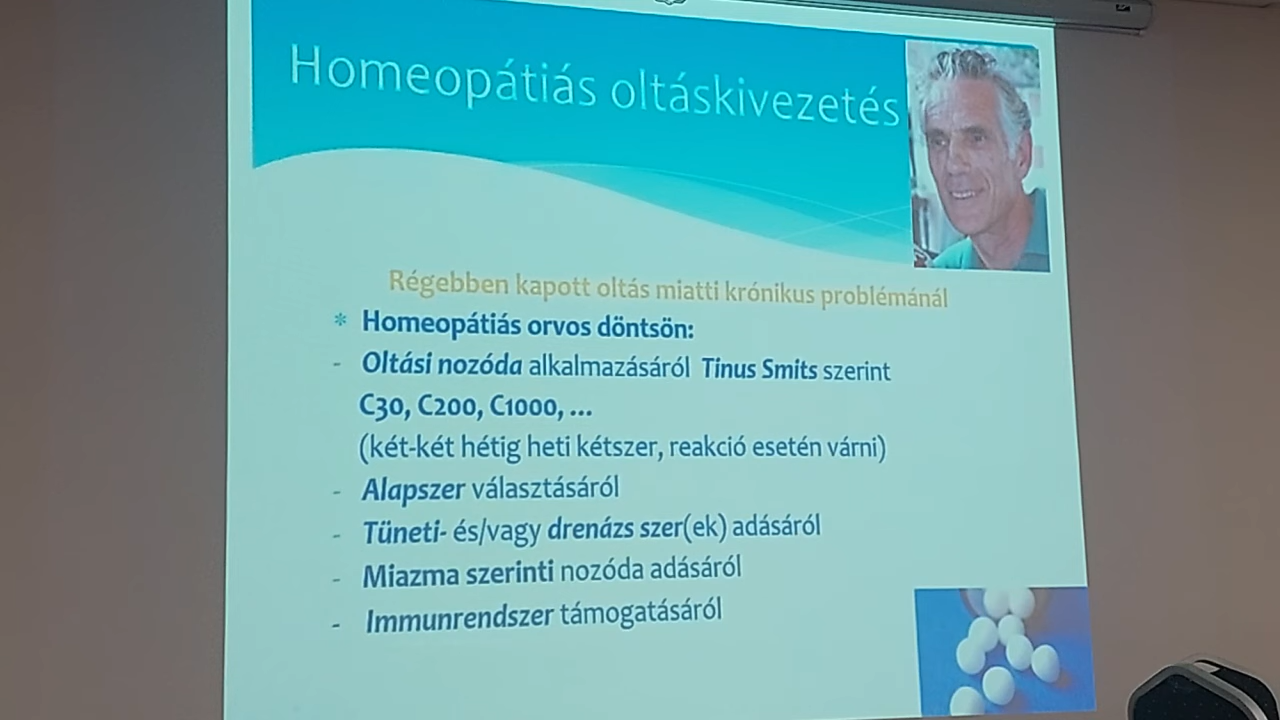 Homeopátiás oltáskivezetés
Régebben kapott oltás miatti krónikus problémánál
* Homeopátiás orvos döntsön:
- Oltási nozóda alkalmazásáról Tinus Smits szerint
C30, C200, C1000, ...
(két-két hétig heti kétszer, reakció esetén várni)
- Alapszer választásáról
- Tüneti- és/vagy drenázs szer(ek) adásáról
- Miazma szerinti nozóda adásáról
- Immunrendszer támogatásáról